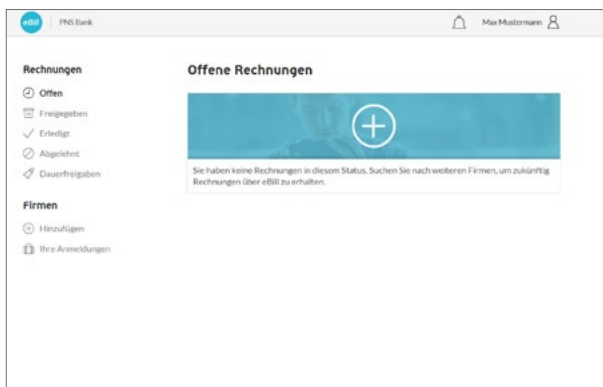 eBill PNS Bank Max Mustermann
Rechnungen
Offen
Freigegeben
Erledigt
Abgelehnt
Dauerfreigaben
Firmen
Hinzufügen
Ihre Anmeldungen
Offene Rechnungen
Sie haben keine Rechnungen in diesem Status. Suchen Sie nach weiteren Firmen, um zukünftig
Rechnungen über eBill zu erhalten.